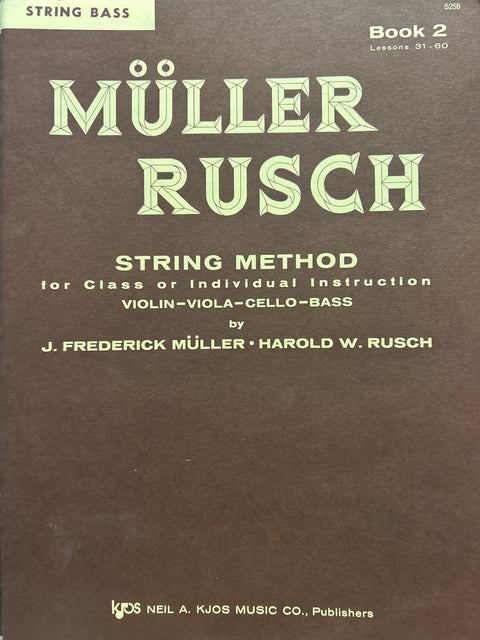 STRING BASS
525B
Book 2
Lessons 31-60
MÜLLER
RUSCH
STRING METHOD
for Class or Individual Instruction
VIOLIN-VIOLA-CELLO-BASS
by
J. FREDERICK MÜLLER • HAROLD W. RUSCH
KJOS NEIL A. KJOS MUSIC CO., Publishers